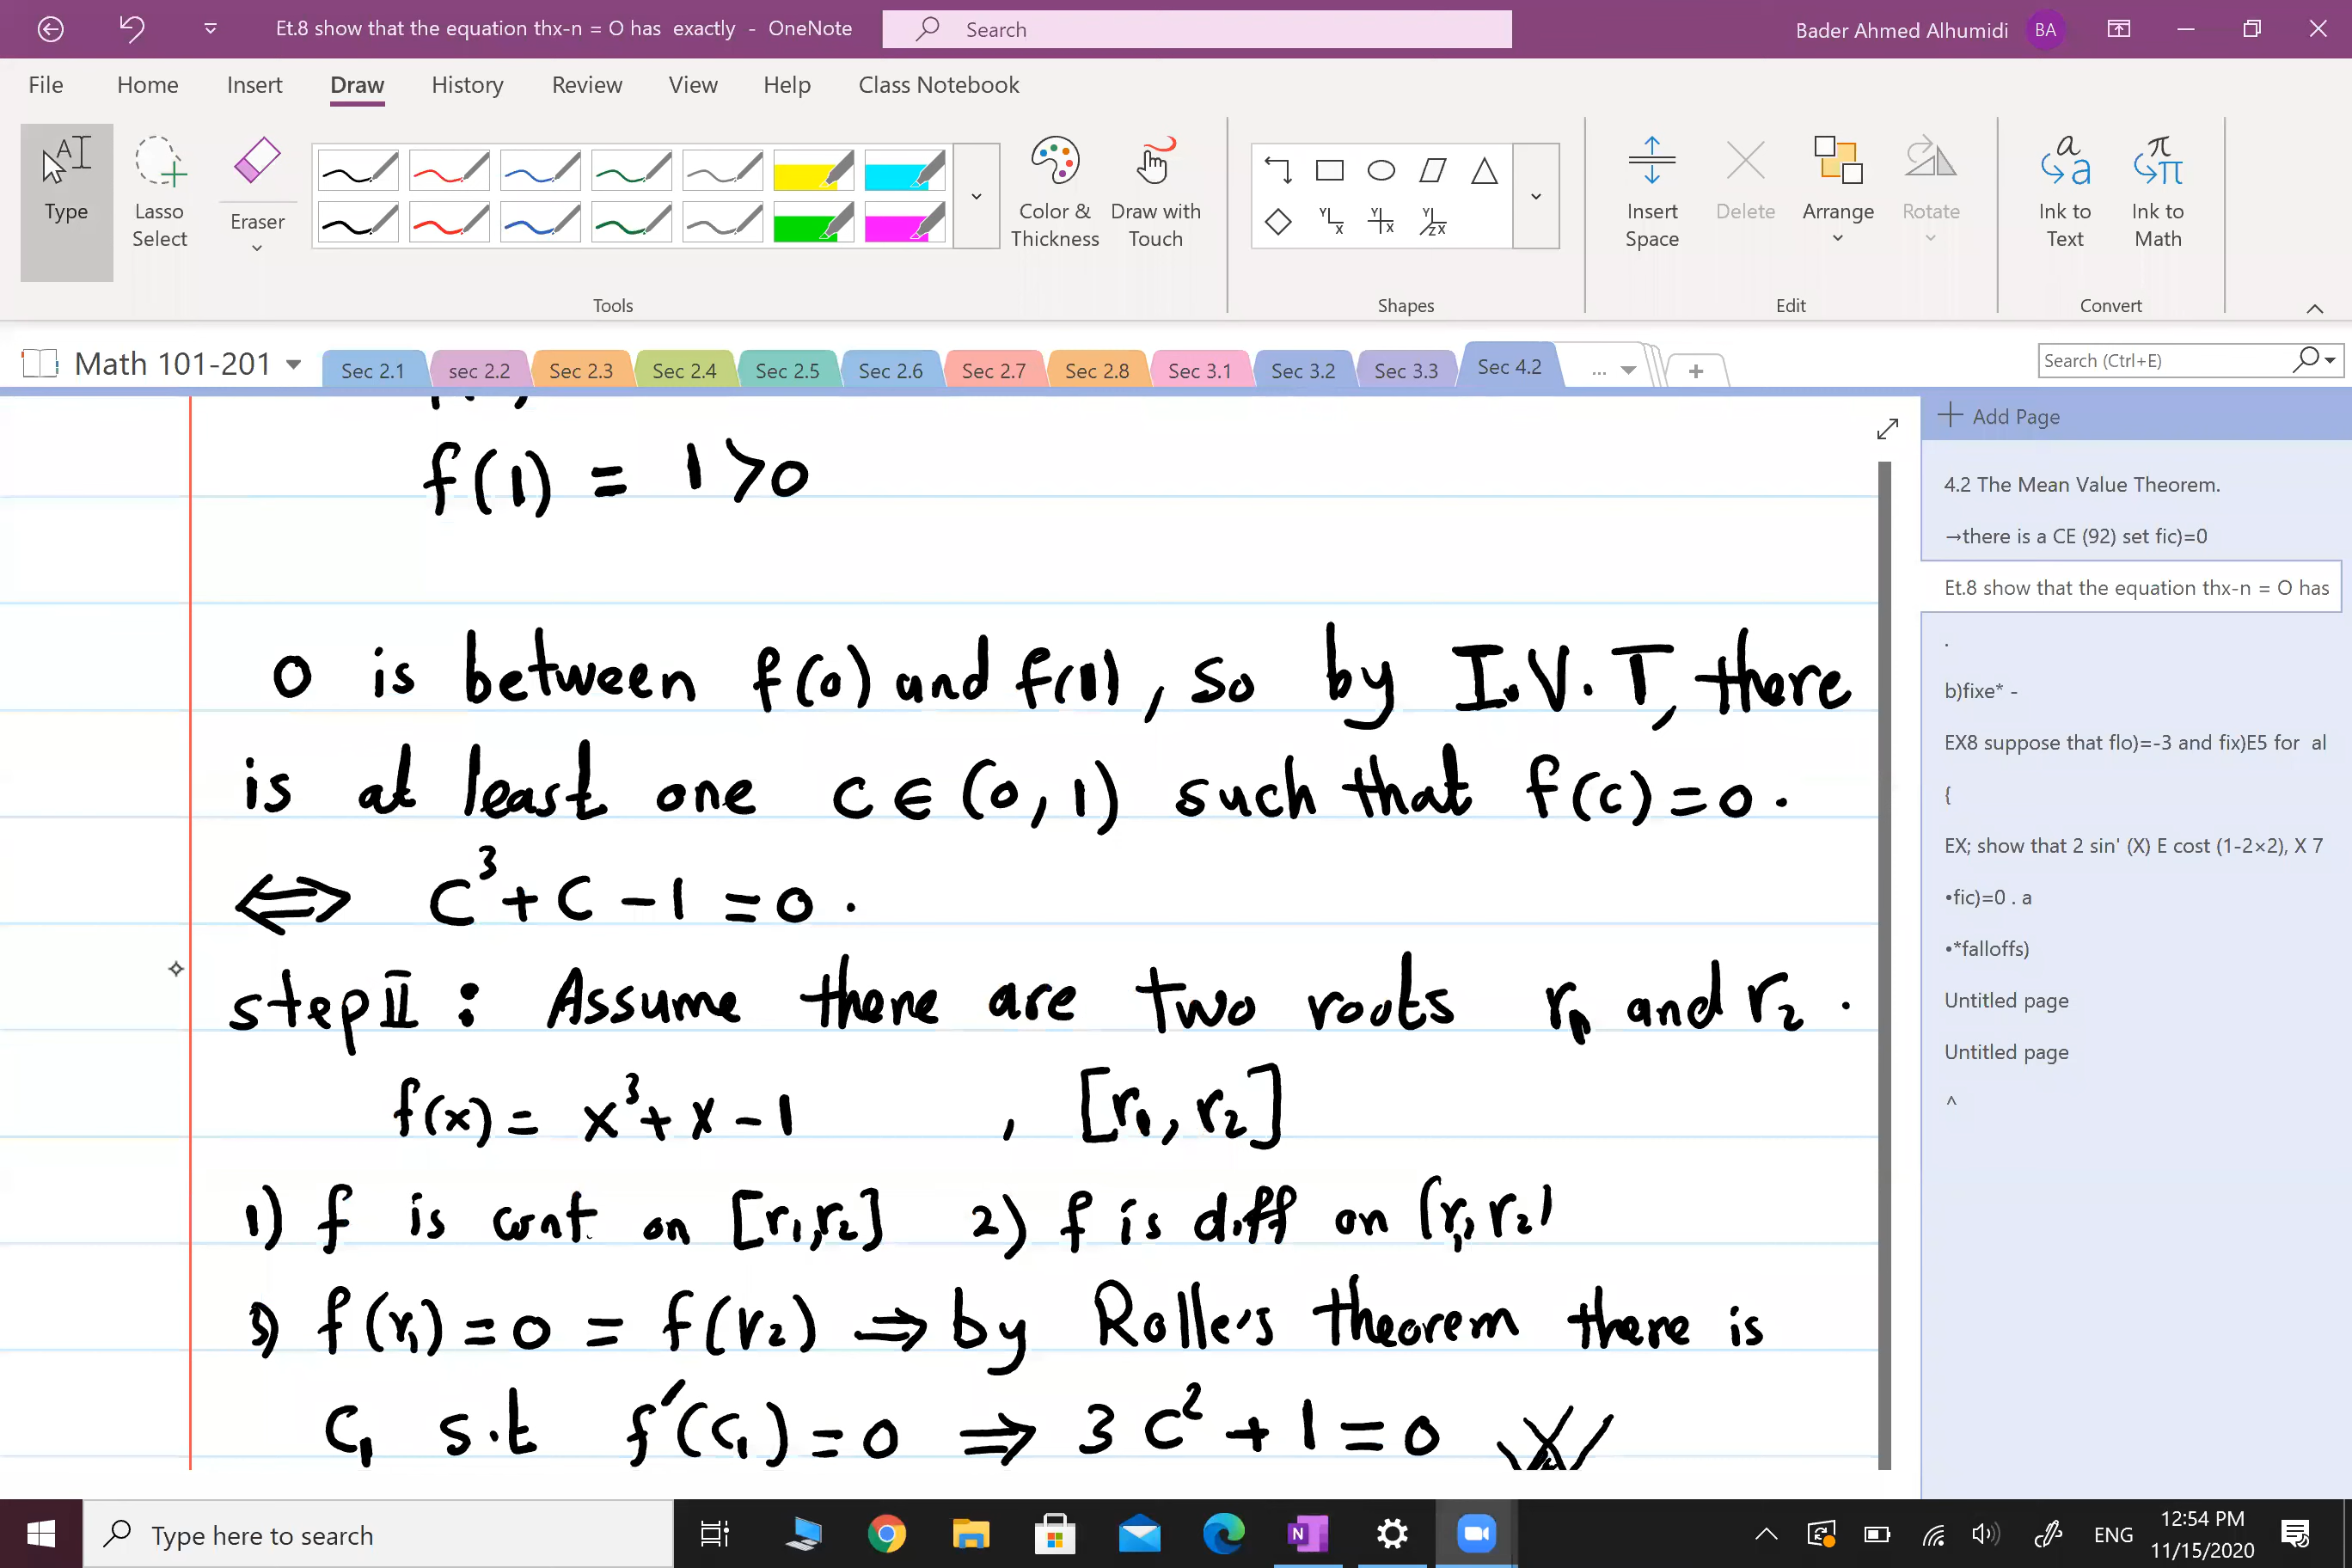 Et.8 show that the equation thx-n = O has exactly - OneNote
Search
Bader Ahmed Alhumidi
BA
File Home Insert Draw History Review View Help Class Notebook
Type
Lasso Select
Eraser
Color & Thickness
Draw with Touch
Insert Space
Delete
Arrange
Rotate
Ink to Text
Ink to Math
Tools
Shapes
Edit
Convert
Math 101-201
Sec 2.1 sec 2.2 Sec 2.3 Sec 2.4 Sec 2.5 Sec 2.6 Sec 2.7 Sec 2.8 Sec 3.1 Sec 3.2 Sec 3.3 Sec 4.2 ... +
Search (Ctrl+E)
f(1) = 1 > 0
0 is between f(0) and f(1), so by I.V.T, there
is at least one c ∈ (0,1) such that f(c) = 0.
⟺ c³ + c - 1 = 0.
step II : Assume there are two roots r₁ and r₂.
f(x) = x³ + x - 1 , [r₁, r₂]
1) f is cont on [r₁, r₂] 2) f is diff on (r₁, r₂)
3) f(r₁) = 0 = f(r₂) ⇒ by Rolle's theorem there is
c₁ s.t f'(c₁) = 0 ⇒ 3c² + 1 = 0
Add Page
4.2 The Mean Value Theorem.
→there is a CE (92) set fic)=0
Et.8 show that the equation thx-n = O has
.
b)fixe* -
EX8 suppose that flo)=-3 and fix)E5 for al
{
EX; show that 2 sin' (X) E cost (1-2×2), X 7
•fic)=0 . a
•*falloffs)
Untitled page
Untitled page
^
Type here to search
ENG
12:54 PM
11/15/2020